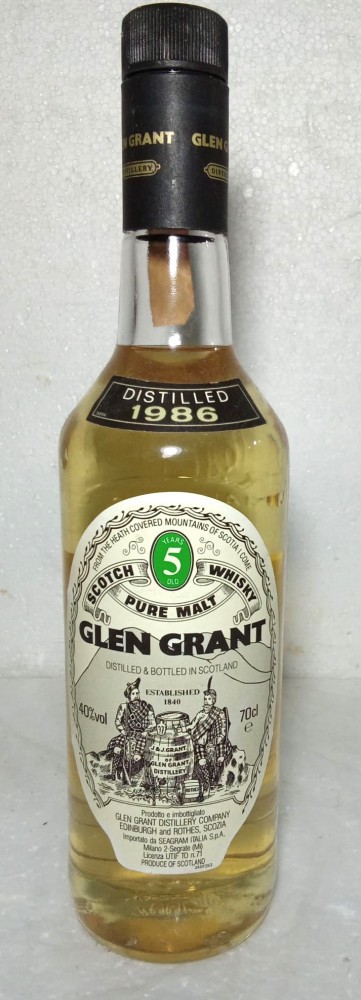 GRANT
GLEN G
DISTILLED
1986
FROM THE HEATH COVERED MOUNTAINS OF SCOTIA I COME
YEARS
5
OLD
SCOTCH WHISKY
PURE MALT
GLEN GRANT
DISTILLED & BOTTLED IN SCOTLAND
ESTABLISHED
1840
40%vol
70cl
e
J & J. GRANT
OF
GLEN GRANT
DISTILLERY
Prodotto e imbottigliato
GLEN GRANT DISTILLERY COMPANY
EDINBURGH and ROTHES, SCOZIA
importato da SEAGRAM ITALIA S.p.A.,
Milano 2-Segrate (Mi)
Licenza UTIF TO n.71
PRODUCE OF SCOTLAND